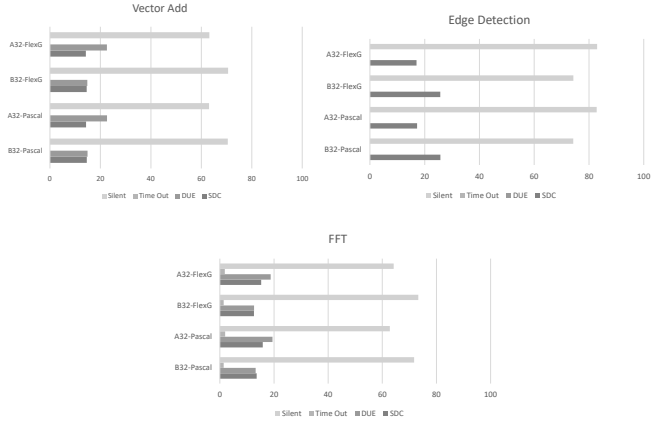 Vector Add
A32-FlexG
B32-FlexG
A32-Pascal
B32-Pascal
0 20 40 60 80 100
Silent Time Out DUE SDC
Edge Detection
A32-FlexG
B32-FlexG
A32-Pascal
B32-Pascal
0 20 40 60 80 100
Silent Time Out DUE SDC
FFT
A32-FlexG
B32-FlexG
A32-Pascal
B32-Pascal
0 20 40 60 80 100
Silent Time Out DUE SDC